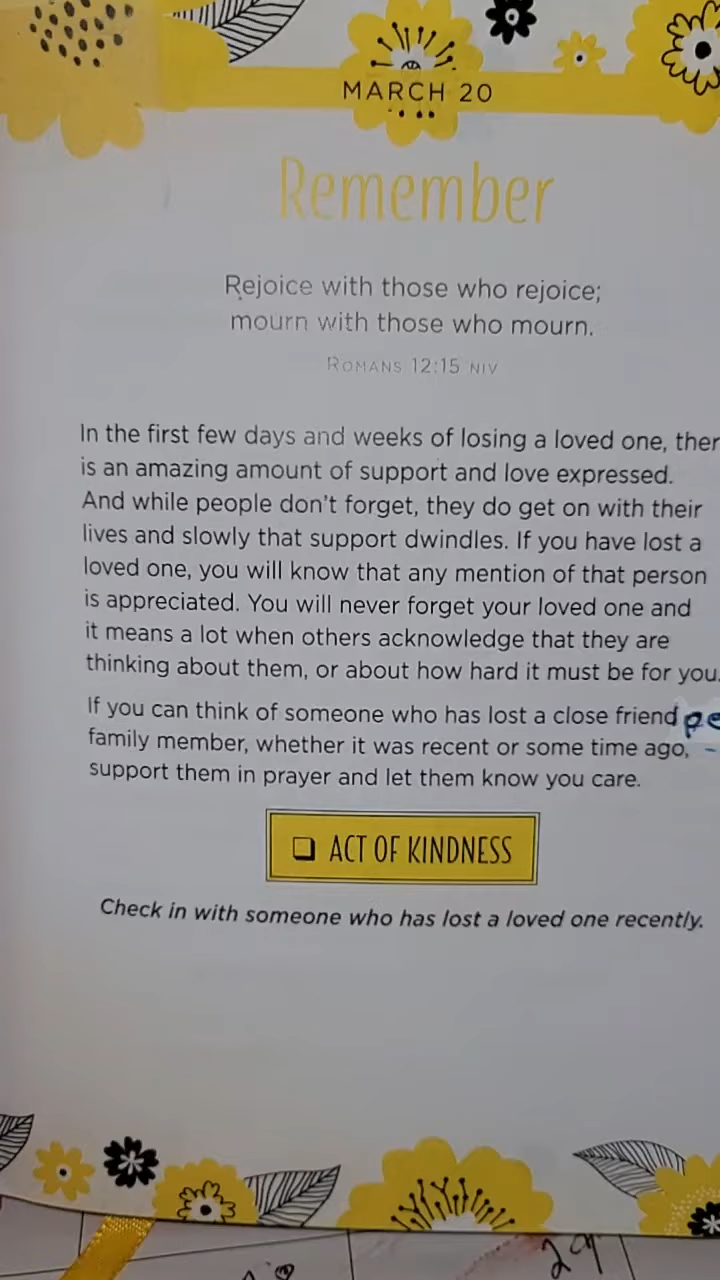 MARCH 20
Remember
Rejoice with those who rejoice;
mourn with those who mourn.
ROMANS 12:15 NIV
In the first few days and weeks of losing a loved one, ther
is an amazing amount of support and love expressed.
And while people don't forget, they do get on with their
lives and slowly that support dwindles. If you have lost a
loved one, you will know that any mention of that person
is appreciated. You will never forget your loved one and
it means a lot when others acknowledge that they are
thinking about them, or about how hard it must be for you.
If you can think of someone who has lost a close friend pe
family member, whether it was recent or some time ago, -
support them in prayer and let them know you care.
ACT OF KINDNESS
Check in with someone who has lost a loved one recently.
29